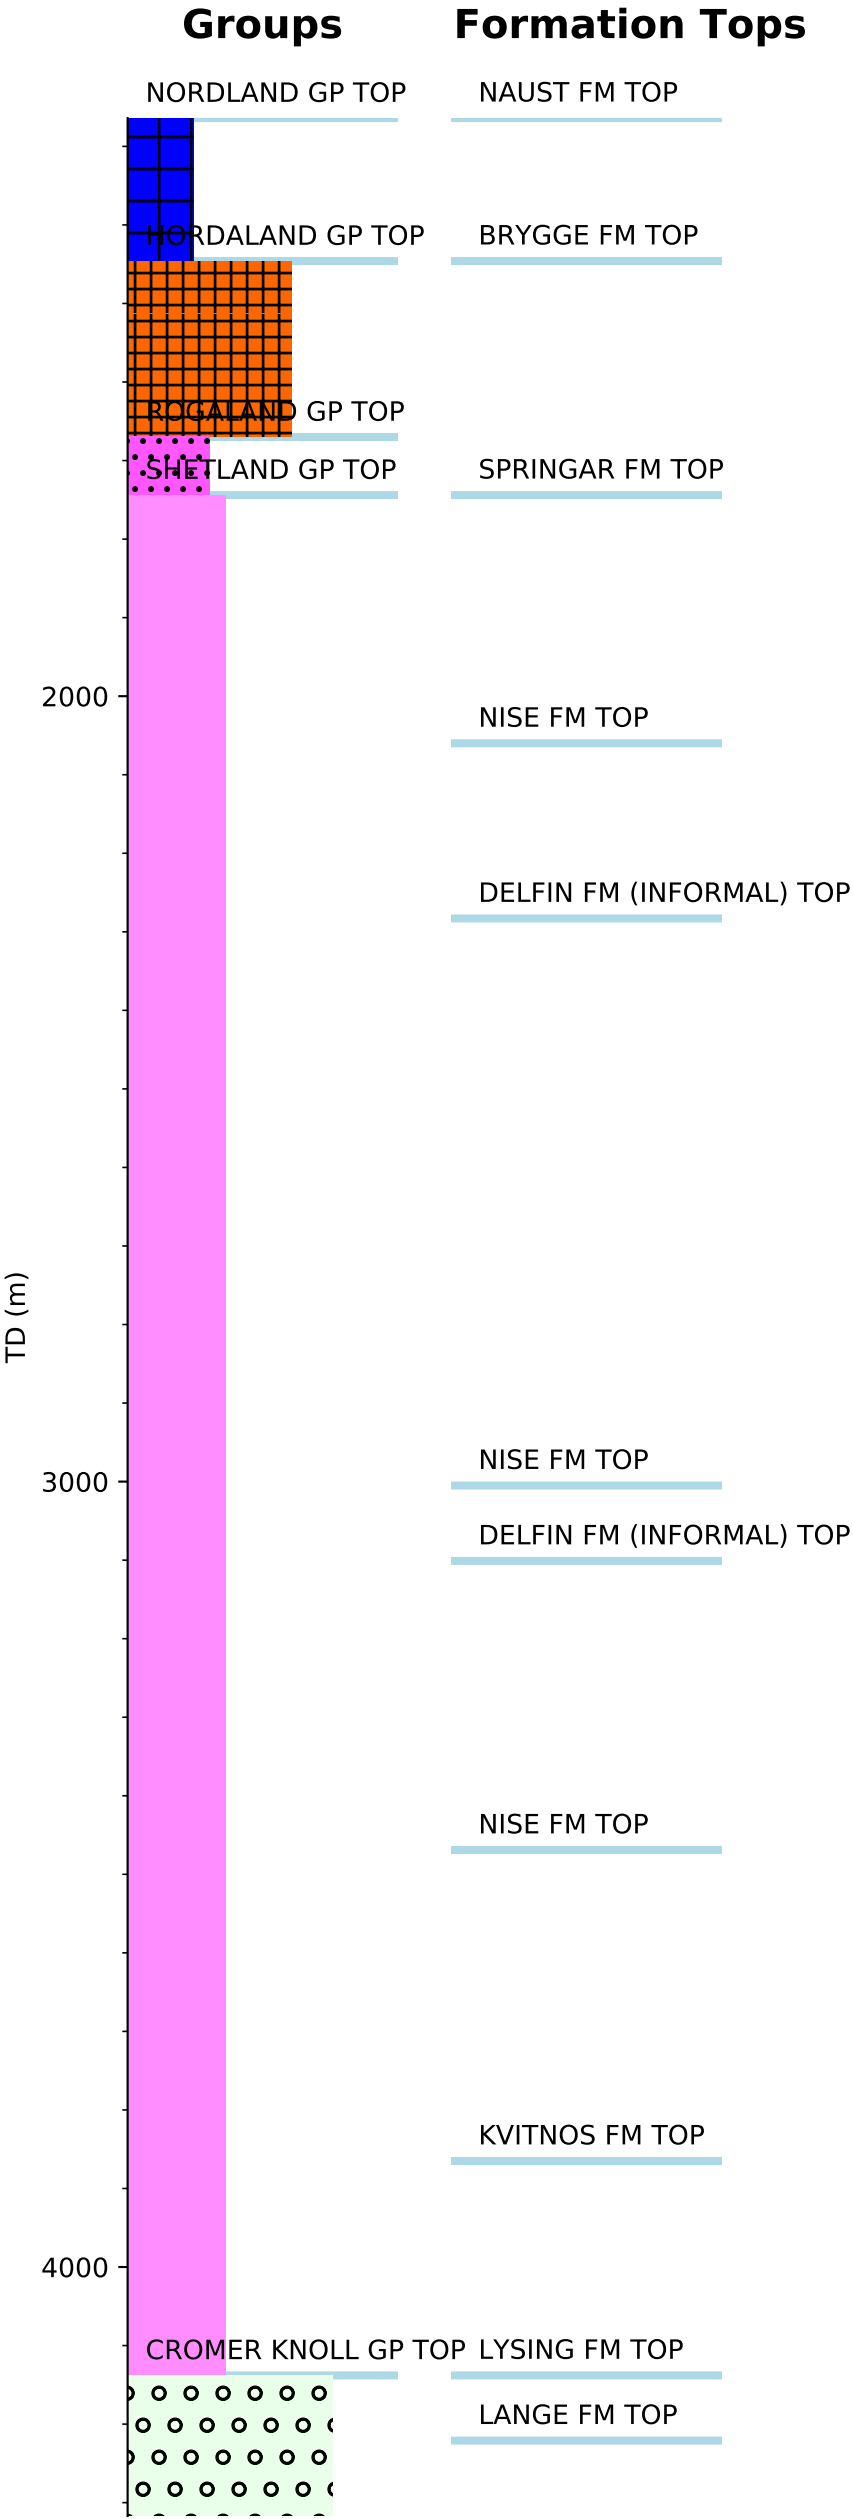 Groups Formation Tops
NORDLAND GP TOP NAUST FM TOP
HORDALAND GP TOP BRYGGE FM TOP
ROGALAND GP TOP
SHETLAND GP TOP SPRINGAR FM TOP
2000
NISE FM TOP
DELFIN FM (INFORMAL) TOP
TD (m)
NISE FM TOP
3000
DELFIN FM (INFORMAL) TOP
NISE FM TOP
KVITNOS FM TOP
4000
CROMER KNOLL GP TOP LYSING FM TOP
LANGE FM TOP